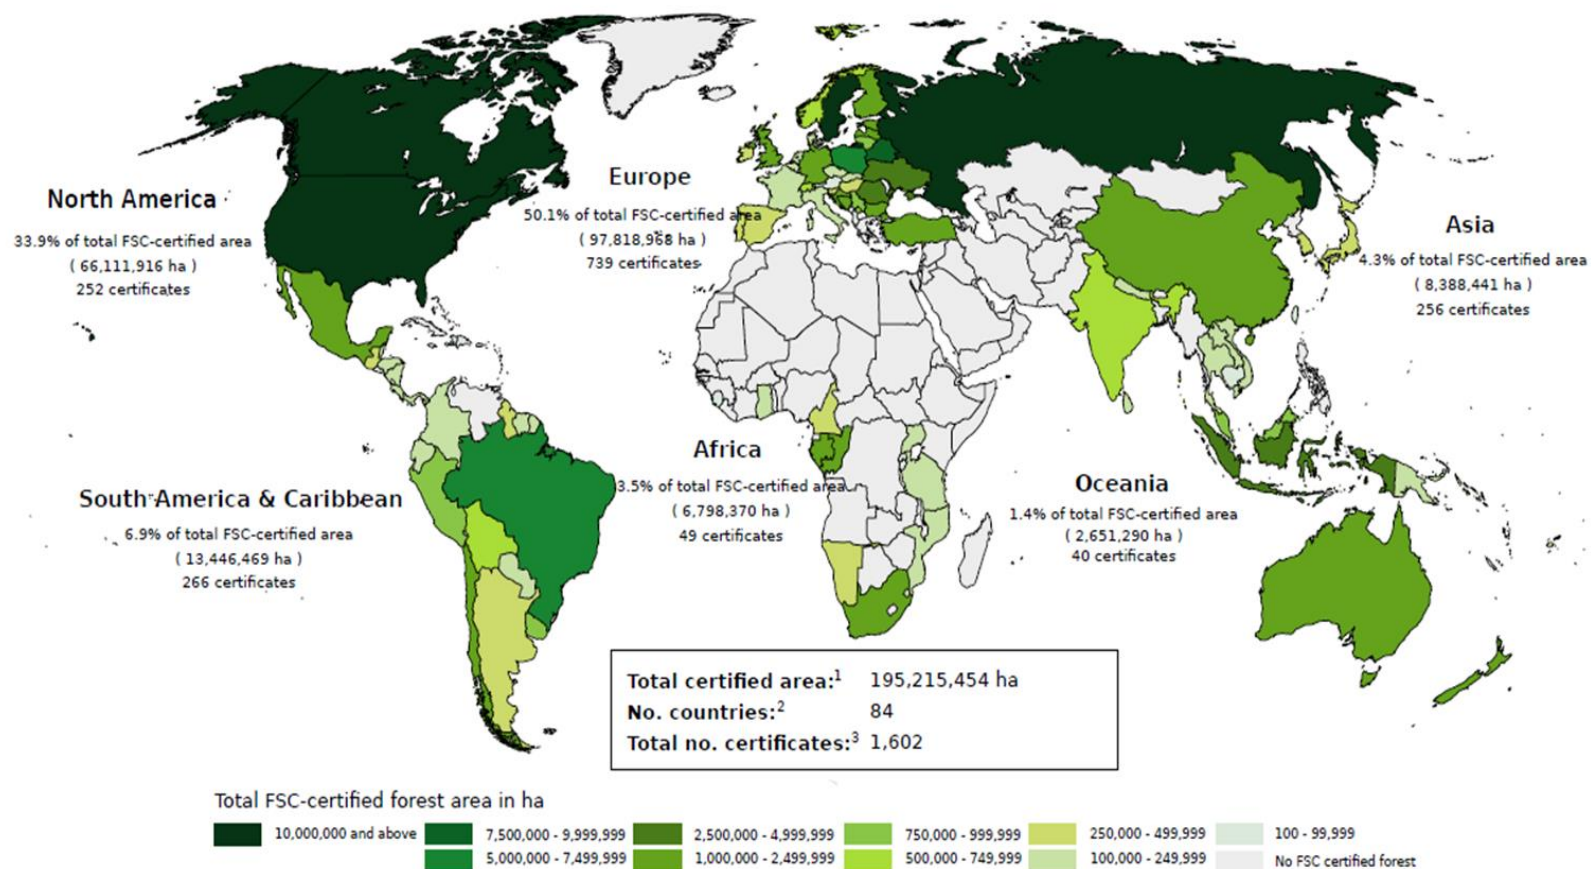 North America
33.9% of total FSC-certified area
( 66,111,916 ha )
252 certificates
Europe
50.1% of total FSC-certified area
( 97,818,968 ha )
739 certificates
Asia
4.3% of total FSC-certified area
( 8,388,441 ha )
256 certificates
South America & Caribbean
6.9% of total FSC-certified area
( 13,446,469 ha )
266 certificates
Africa
3.5% of total FSC-certified area
( 6,798,370 ha )
49 certificates
Oceania
1.4% of total FSC-certified area
( 2,651,290 ha )
40 certificates
Total certified area:¹ 195,215,454 ha
No. countries:² 84
Total no. certificates:³ 1,602
Total FSC-certified forest area in ha
10,000,000 and above 7,500,000 - 9,999,999 2,500,000 - 4,999,999 750,000 - 999,999 250,000 - 499,999 100 - 99,999
5,000,000 - 7,499,999 1,000,000 - 2,499,999 500,000 - 749,999 100,000 - 249,999 No FSC certified forest